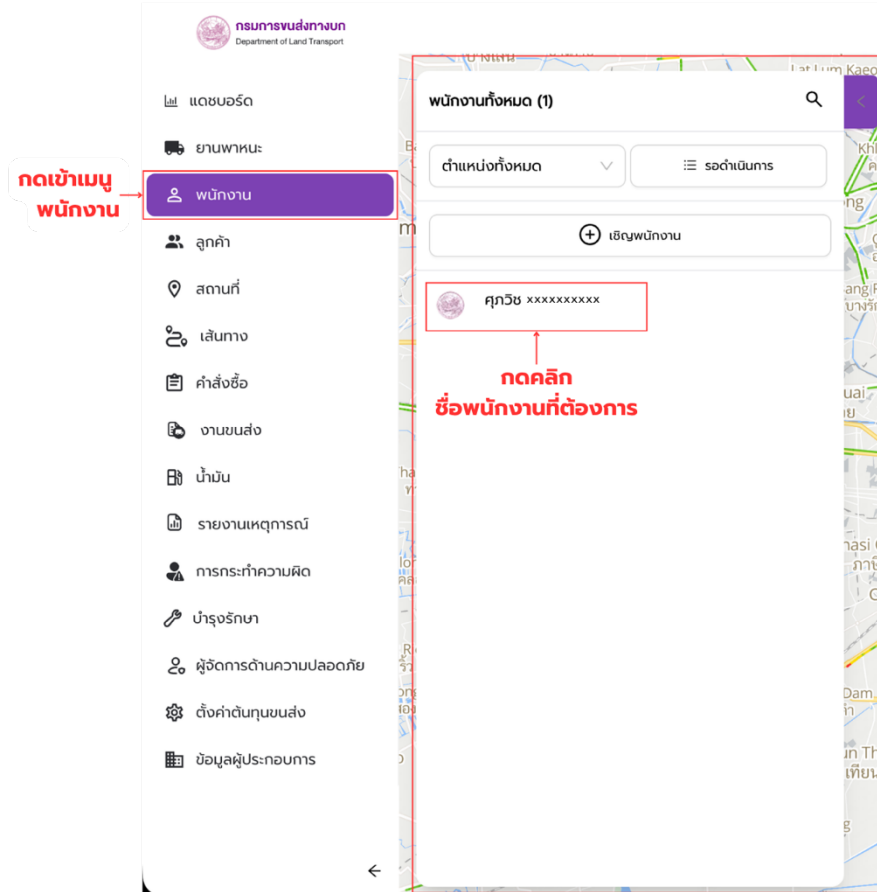 กรมการขนส่งทางบก
Department of Land Transport
แดชบอร์ด
ยานพาหนะ
พนักงาน
ลูกค้า
สถานที่
เส้นทาง
คำสั่งซื้อ
งานขนส่ง
น้ำมัน
รายงานเหตุการณ์
การกระทำความผิด
บำรุงรักษา
ผู้จัดการด้านความปลอดภัย
ตั้งค่าต้นทุนขนส่ง
ข้อมูลผู้ประกอบการ
กดเข้าเมนู
พนักงาน
พนักงานทั้งหมด (1)
ตำแหน่งทั้งหมด
รอดำเนินการ
เชิญพนักงาน
ศุภวิช xxxxxxxxxx
กดคลิก
ชื่อพนักงานที่ต้องการ
Lat Lum Kaeo